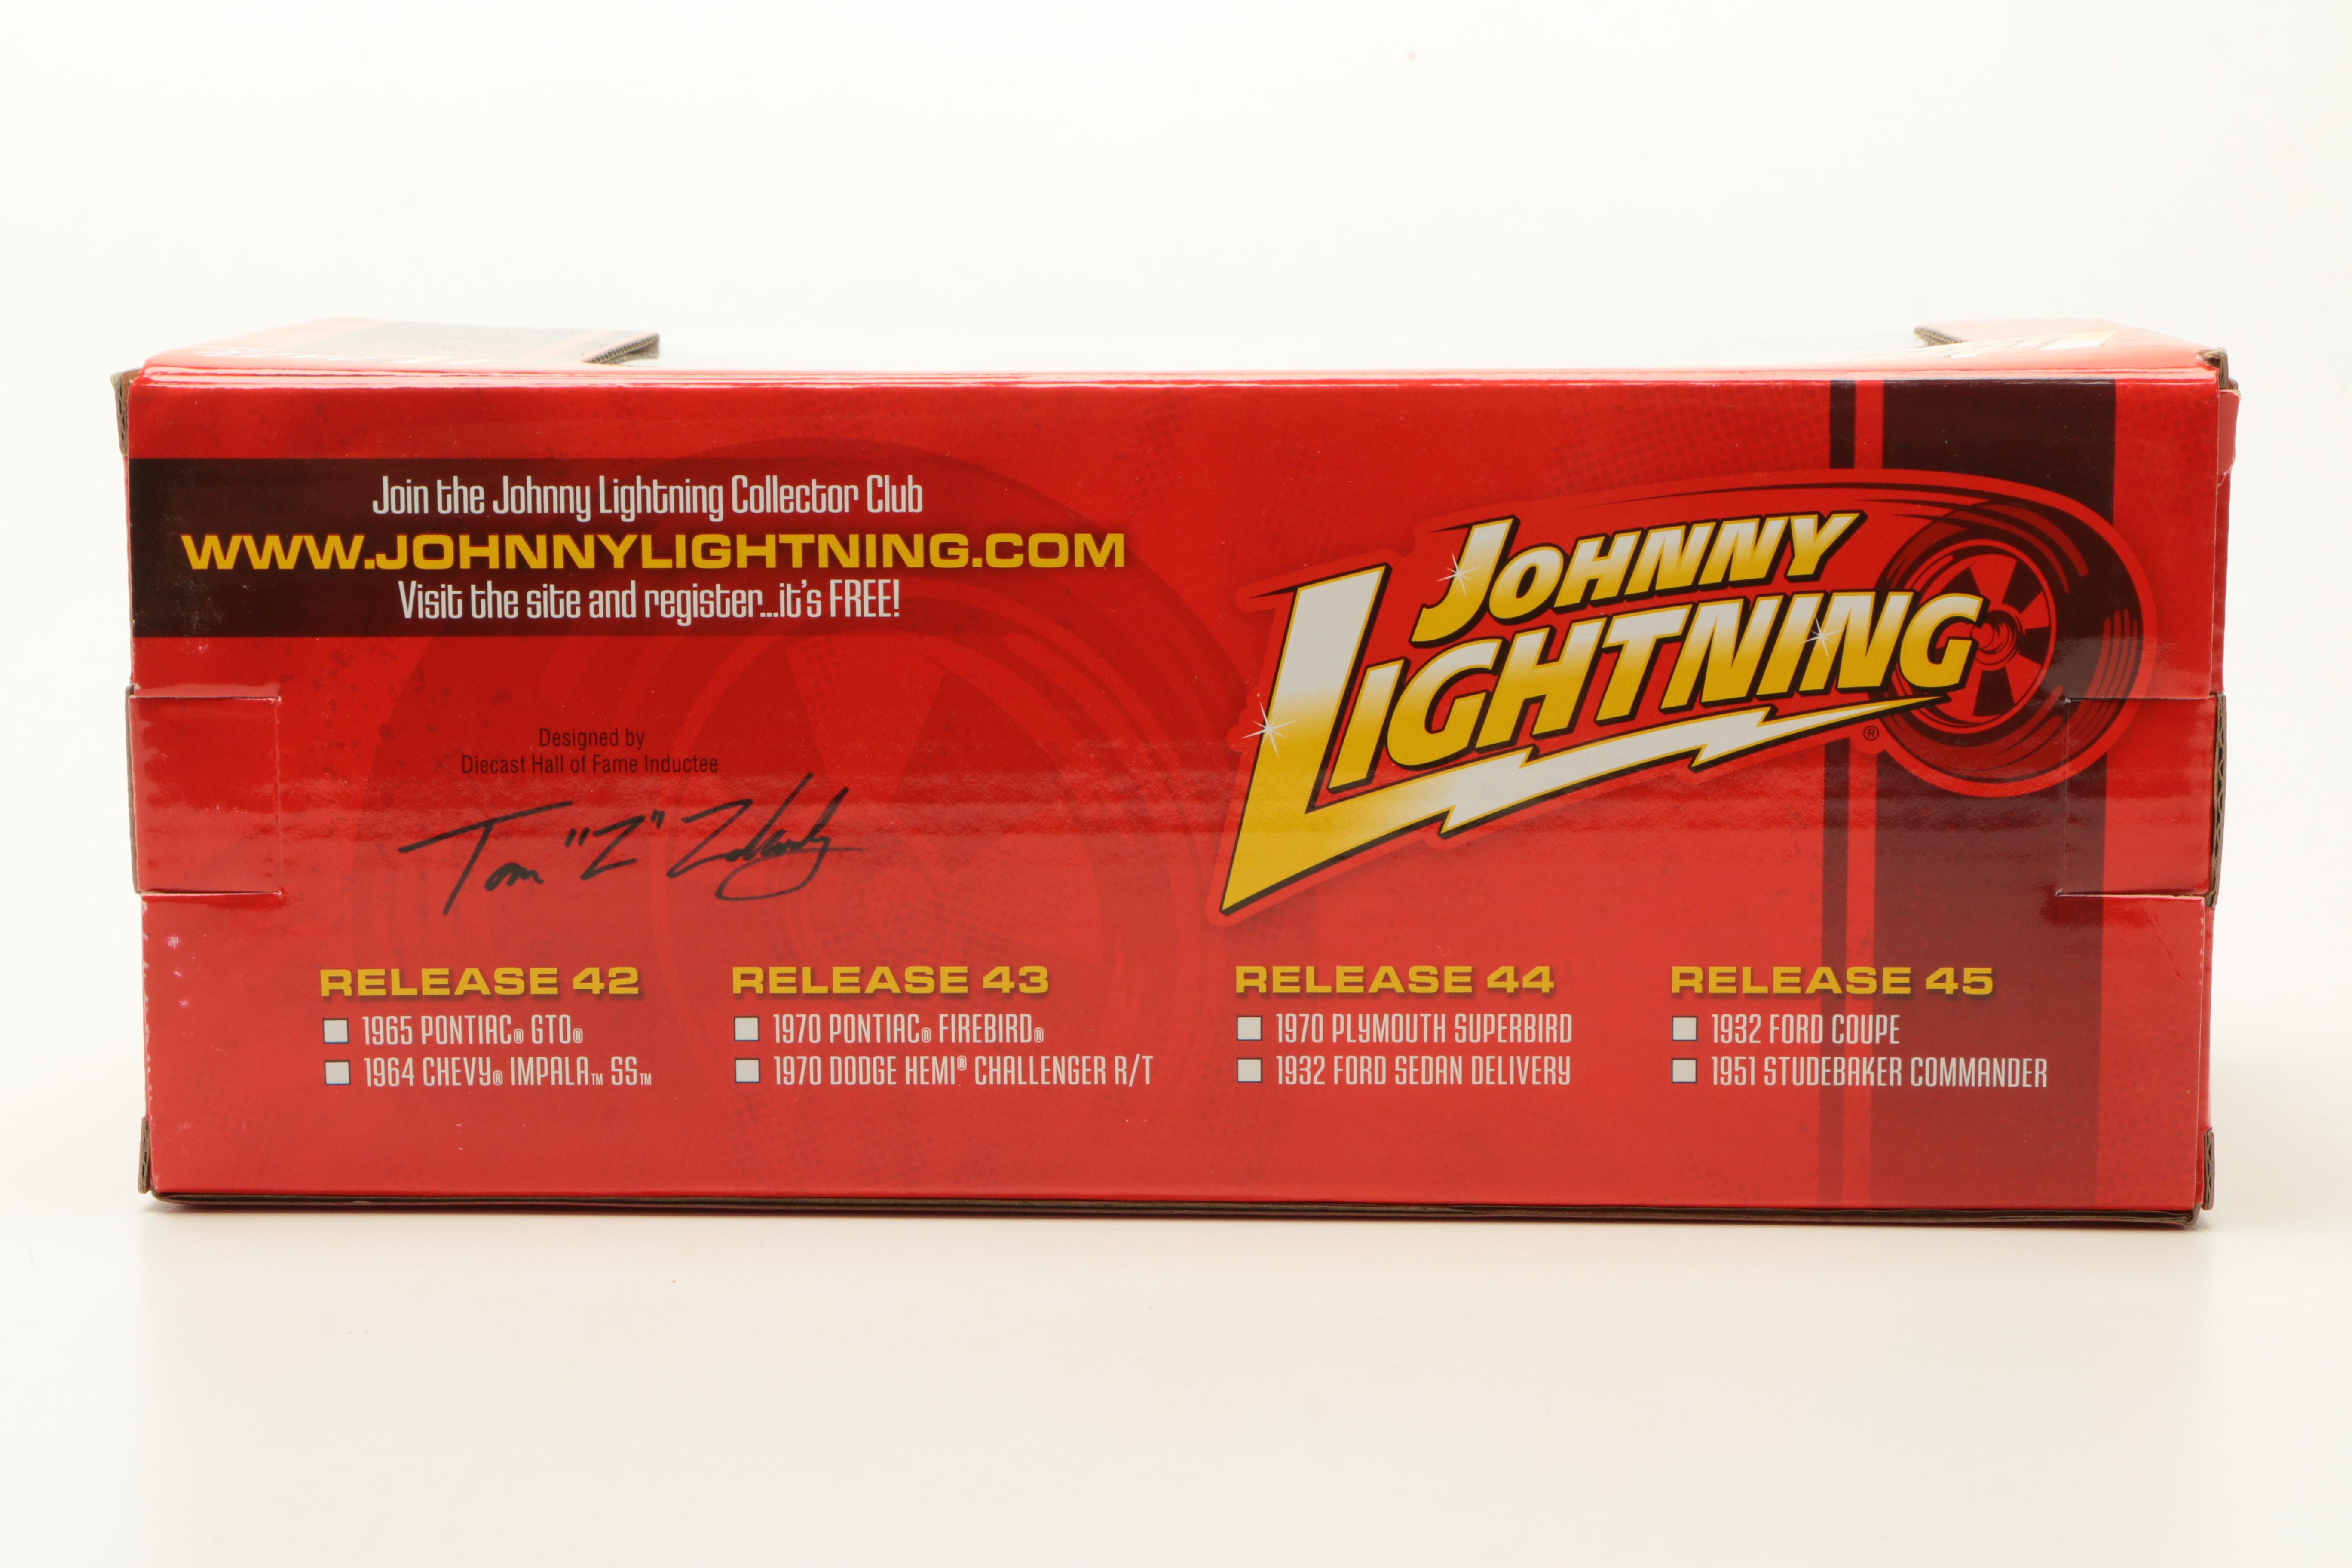 Join the Johnny Lightning Collector Club
WWW.JOHNNYLIGHTNING.COM
Visit the site and register...it's FREE!
JOHNNY
LIGHTNING®
Designed by
Diecast Hall of Fame Inductee
Tom "Z"
RELEASE 42
1965 PONTIAC® GTO®
1964 CHEVY® IMPALA™ SS™
RELEASE 43
1970 PONTIAC® FIREBIRD®
1970 DODGE HEMI® CHALLENGER R/T
RELEASE 44
1970 PLYMOUTH SUPERBIRD
1932 FORD SEDAN DELIVERY
RELEASE 45
1932 FORD COUPE
1951 STUDEBAKER COMMANDER